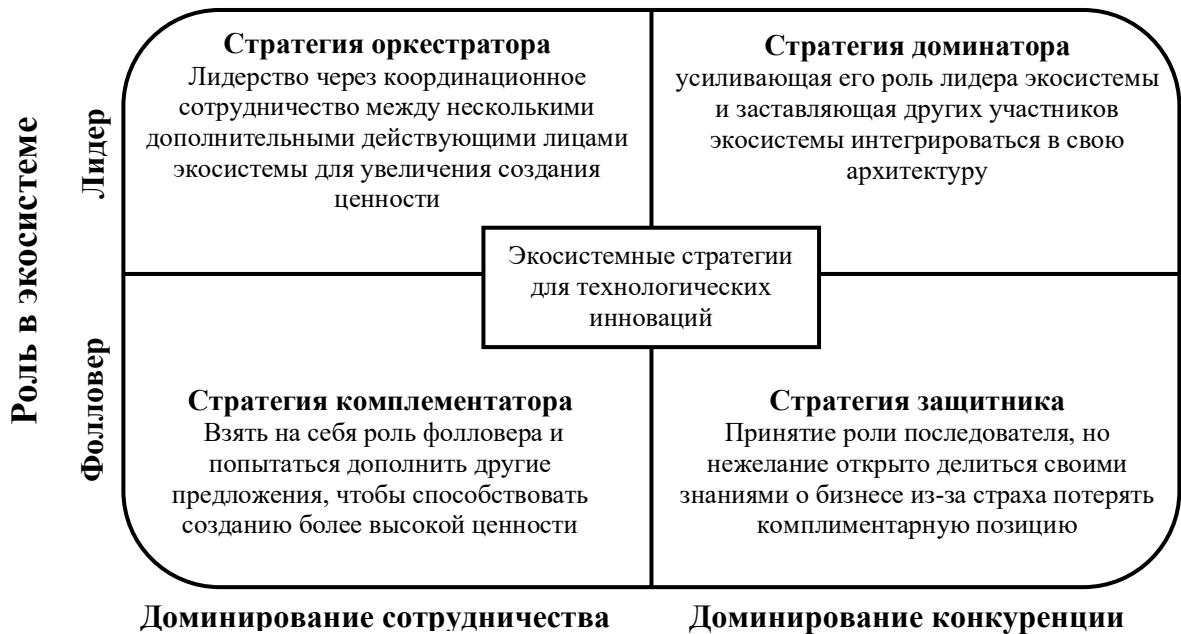 Роль в экосистеме
Лидер
Стратегия оркестратора
Лидерство через координационное
сотрудничество между несколькими
дополнительными действующими лицами
экосистемы для увеличения создания
ценности
Стратегия доминатора
усиливающая его роль лидера экосистемы
и заставляющая других участников
экосистемы интегрироваться в свою
архитектуру
Экосистемные стратегии
для технологических
инноваций
Фолловер
Стратегия комплементатора
Взять на себя роль фолловера и
попытаться дополнить другие
предложения, чтобы способствовать
созданию более высокой ценности
Стратегия защитника
Принятие роли последователя, но
нежелание открыто делиться своими
знаниями о бизнесе из-за страха потерять
комплиментарную позицию
Доминирование сотрудничества
Доминирование конкуренции